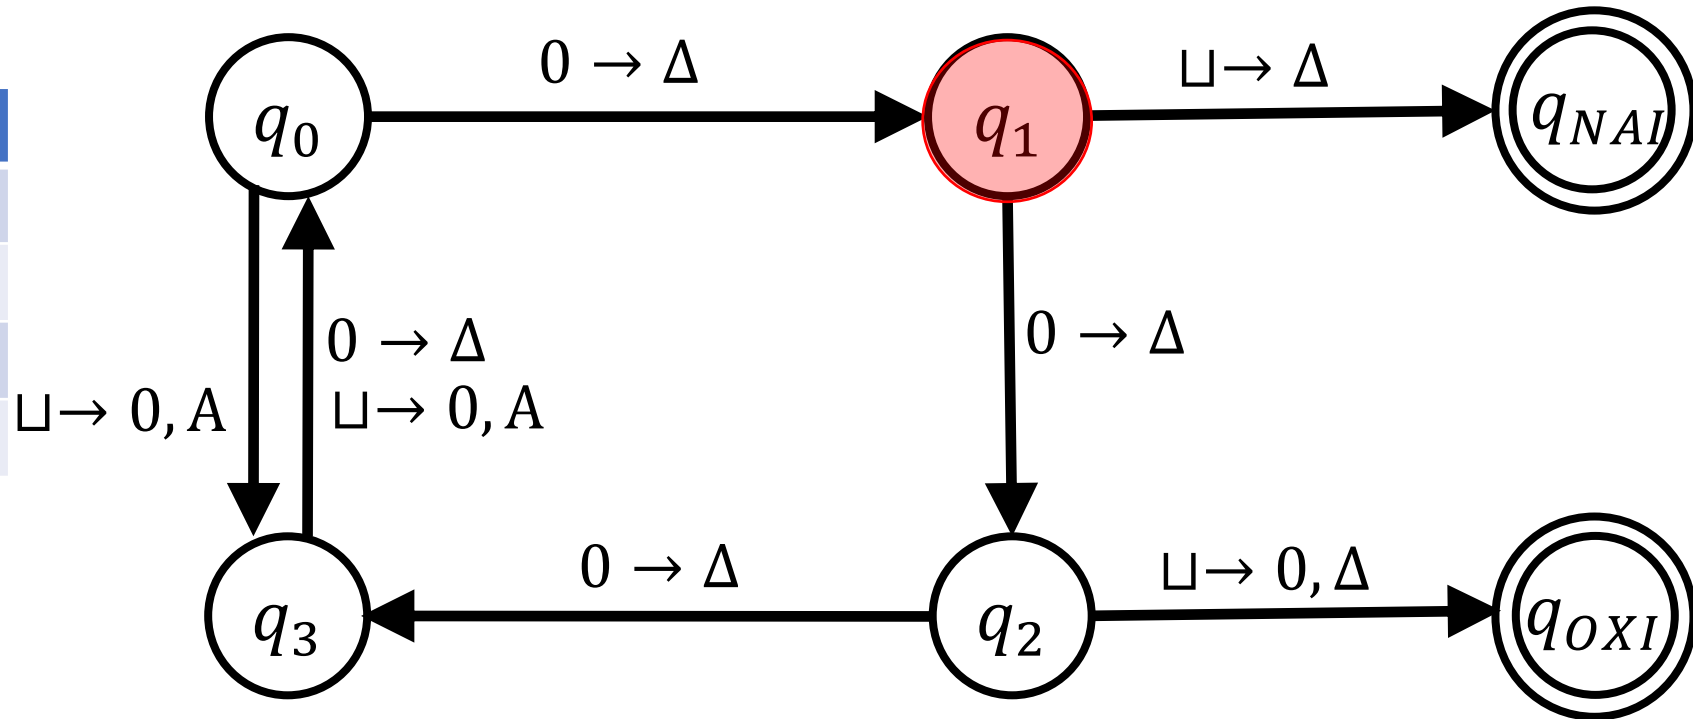 0 → Δ
⊔→ Δ
q0
q1
qNAI
0 → Δ
⊔→ 0, A
0 → Δ
⊔→ 0, A
0 → Δ
⊔→ 0, Δ
q3
q2
qOXI